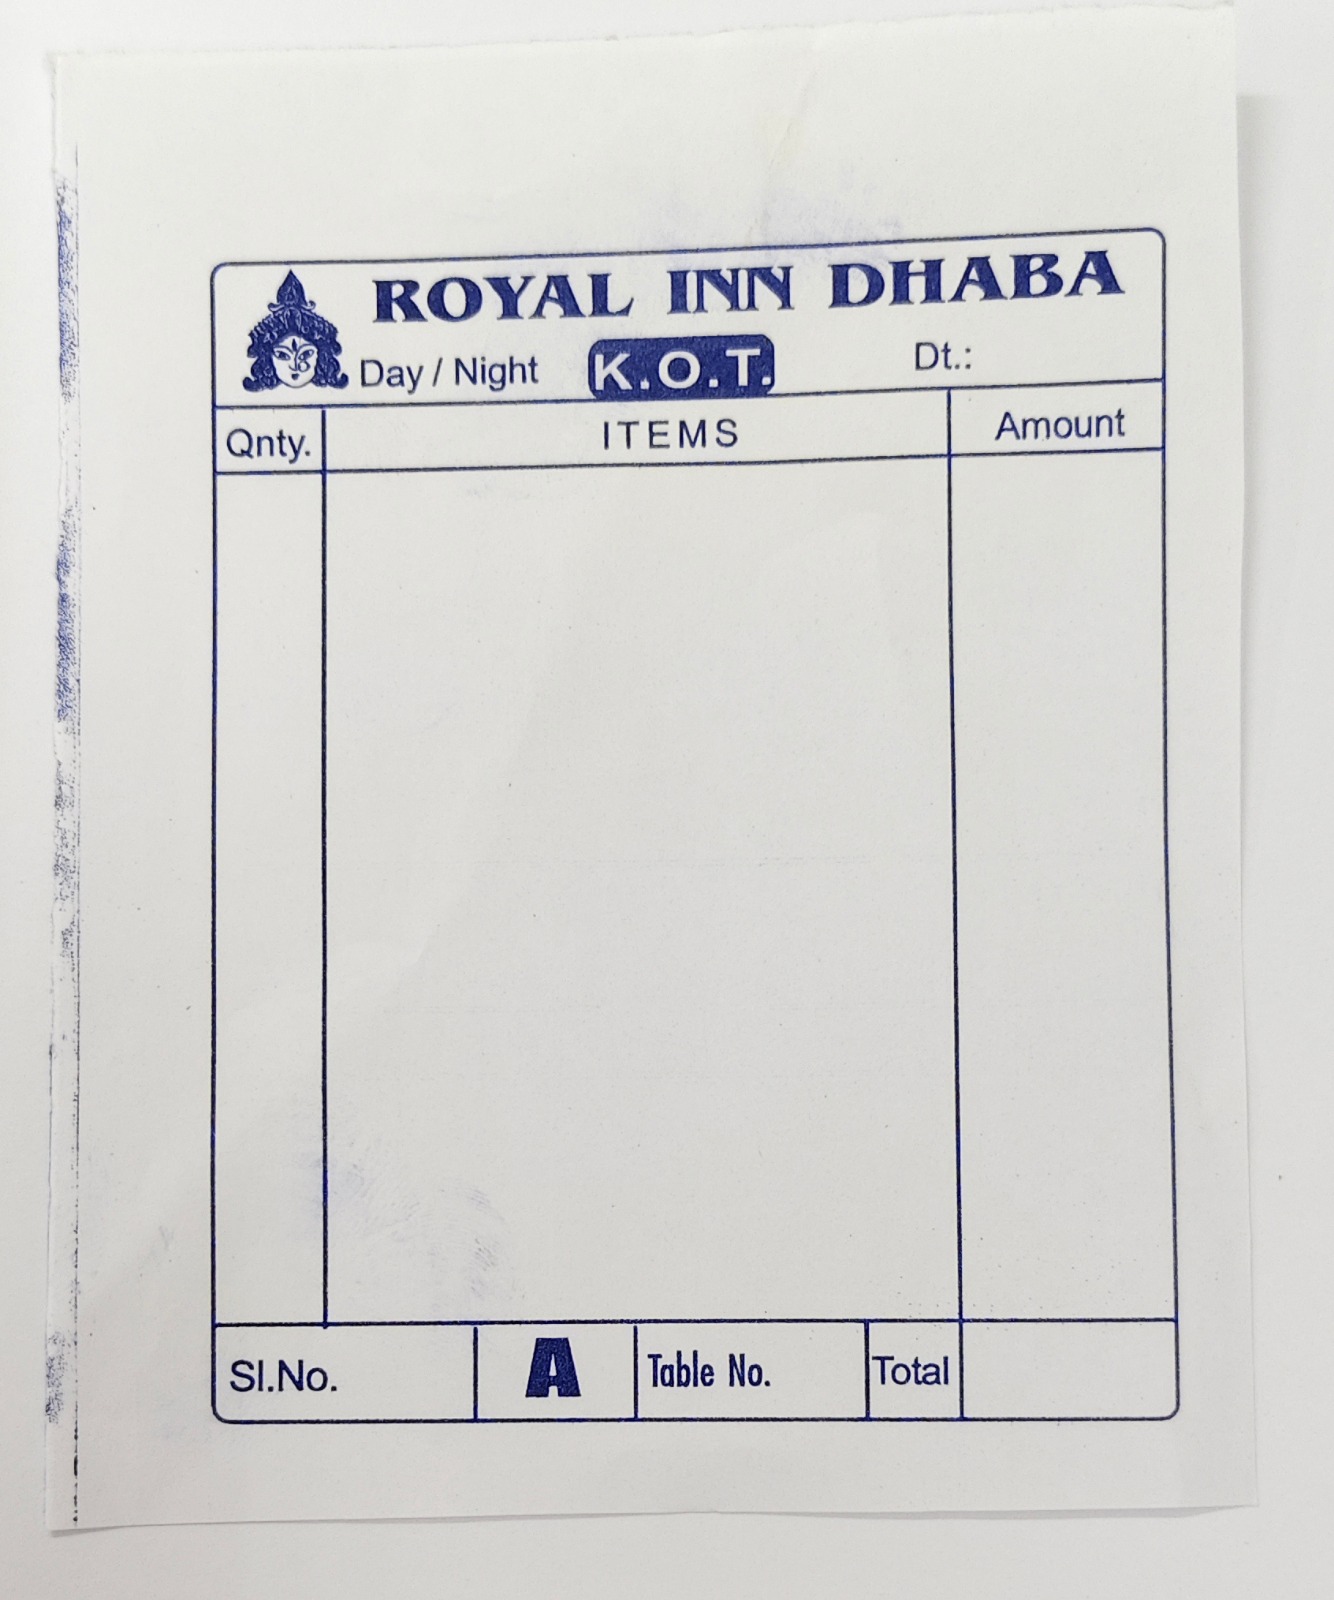 ROYAL INN DHABA
Day / Night K.O.T. Dt.:
Qnty. ITEMS Amount
Sl.No. A Table No. Total